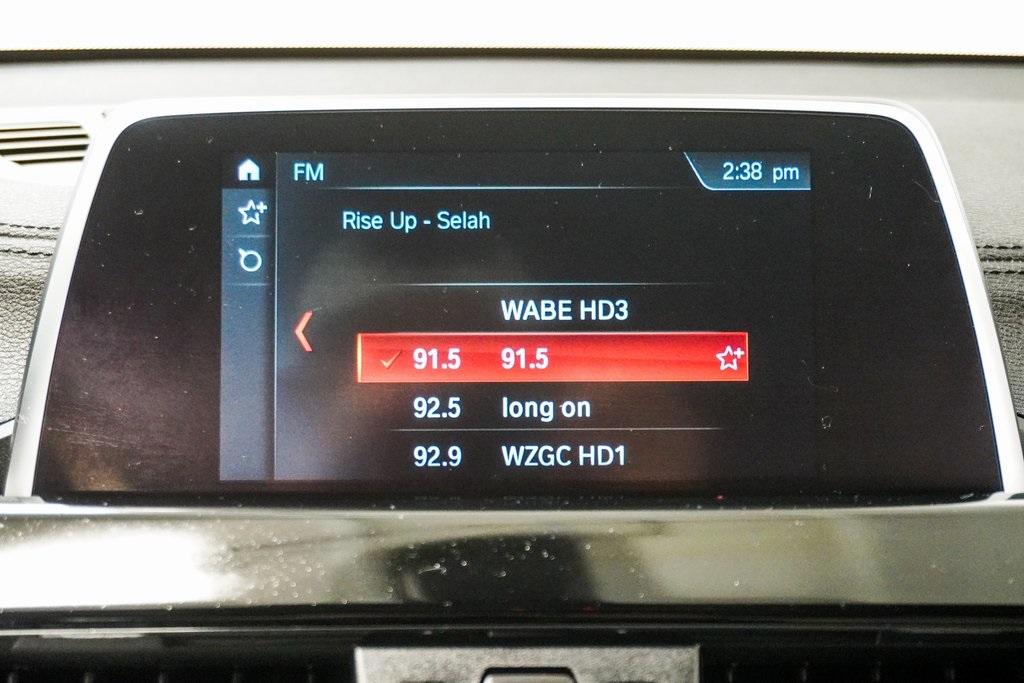 FM
2:38 pm
Rise Up - Selah
WABE HD3
91.5 91.5
92.5 long on
92.9 WZGC HD1